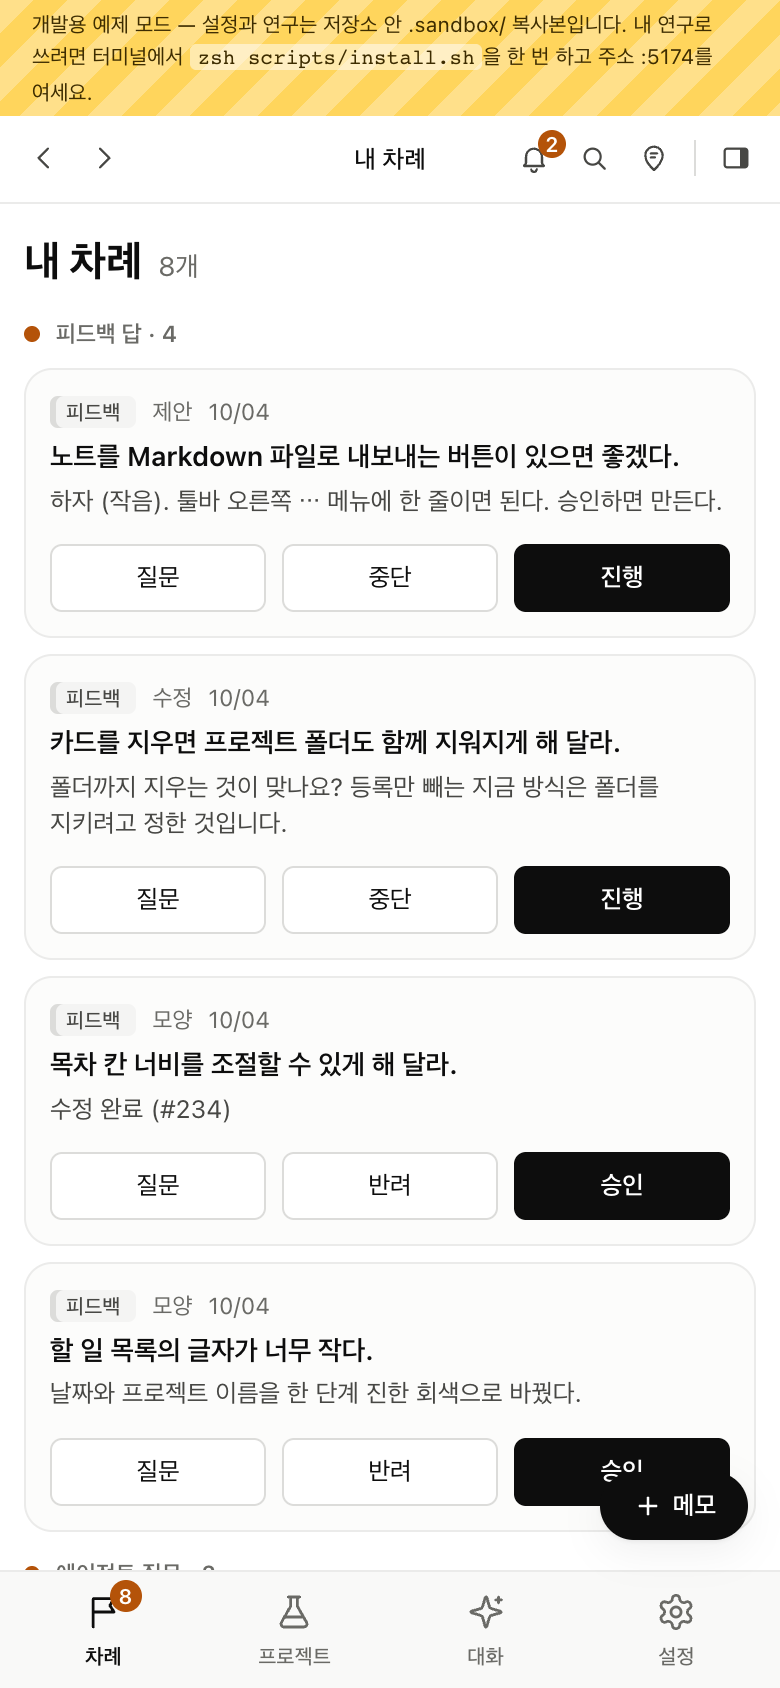 개발용 예제 모드 — 설정과 연구는 저장소 안 .sandbox/ 복사본입니다. 내 연구로
쓰려면 터미널에서 zsh scripts/install.sh을 한 번 하고 주소 :5174를
여세요.
내 차례
2
내 차례 8개
피드백 답 · 4
피드백 제안 10/04
노트를 Markdown 파일로 내보내는 버튼이 있으면 좋겠다.
하자 (작음). 툴바 오른쪽 ⋯ 메뉴에 한 줄이면 된다. 승인하면 만든다.
질문 중단 진행
피드백 수정 10/04
카드를 지우면 프로젝트 폴더도 함께 지워지게 해 달라.
폴더까지 지우는 것이 맞나요? 등록만 빼는 지금 방식은 폴더를
지키려고 정한 것입니다.
질문 중단 진행
피드백 모양 10/04
목차 칸 너비를 조절할 수 있게 해 달라.
수정 완료 (#234)
질문 반려 승인
피드백 모양 10/04
할 일 목록의 글자가 너무 작다.
날짜와 프로젝트 이름을 한 단계 진한 회색으로 바꿨다.
질문 반려 승인
+ 메모
8
차례 프로젝트 대화 설정